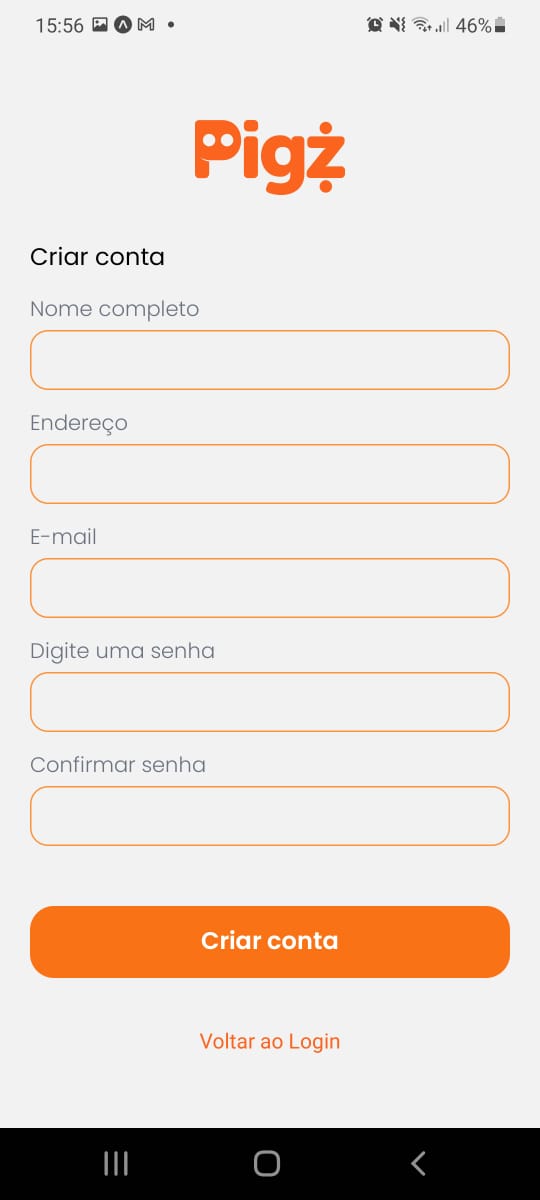 15:56
46%
Pigz
Criar conta
Nome completo
Endereço
E-mail
Digite uma senha
Confirmar senha
Criar conta
Voltar ao Login